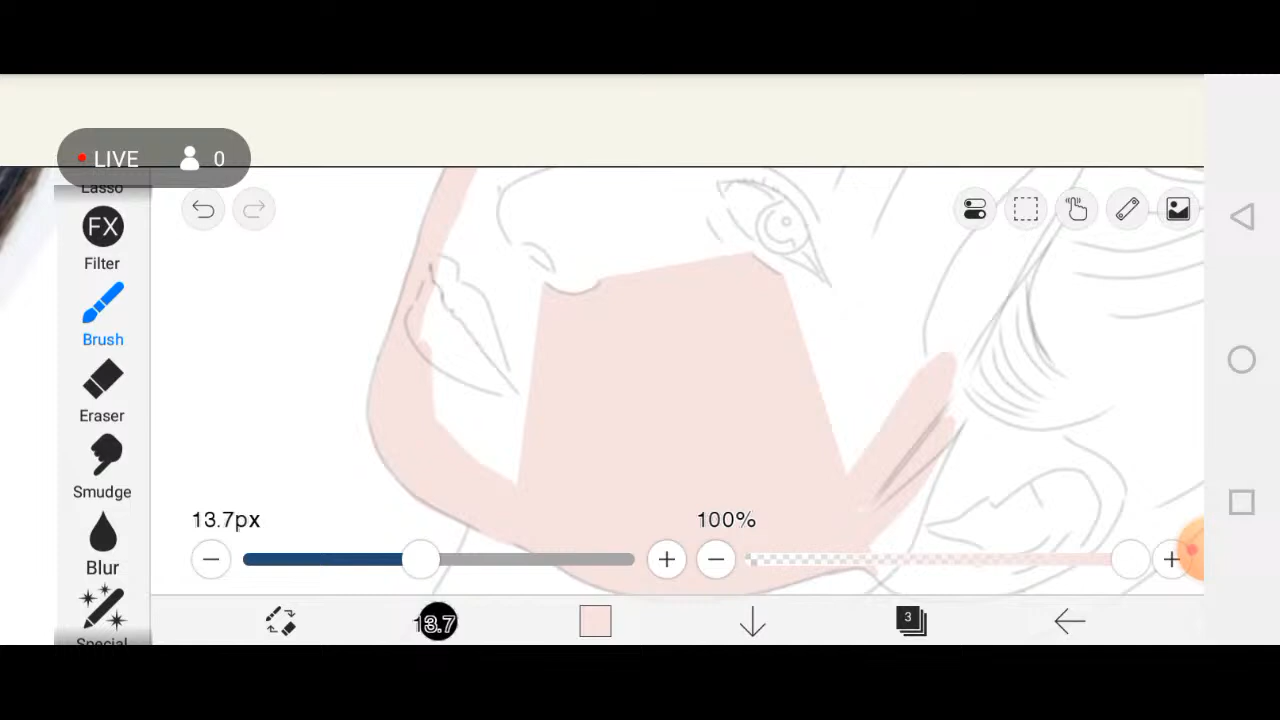 LIVE 0
Lasso
FX
Filter
Brush
Eraser
Smudge
13.7px
100%
Blur
Special
13.7
3